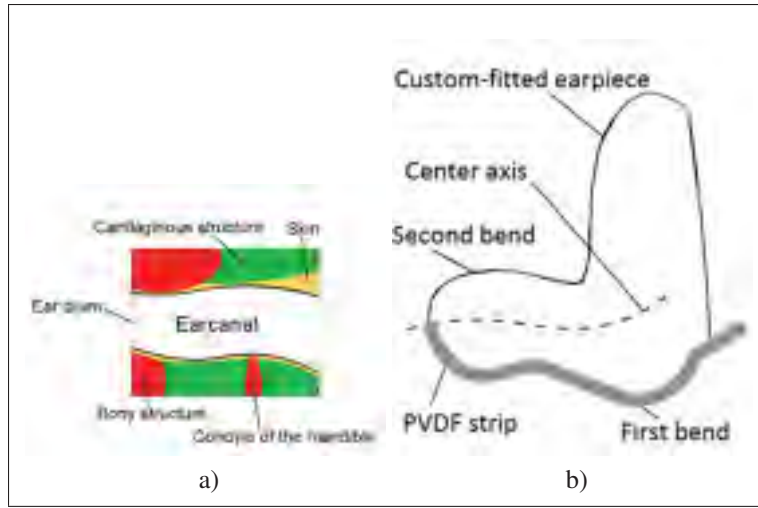 Cartilaginous structure
Skin
Ear drum
Earcanal
Bony structure
Condyle of the mandible
a)
Custom-fitted earpiece
Center axis
Second bend
PVDF strip
First bend
b)